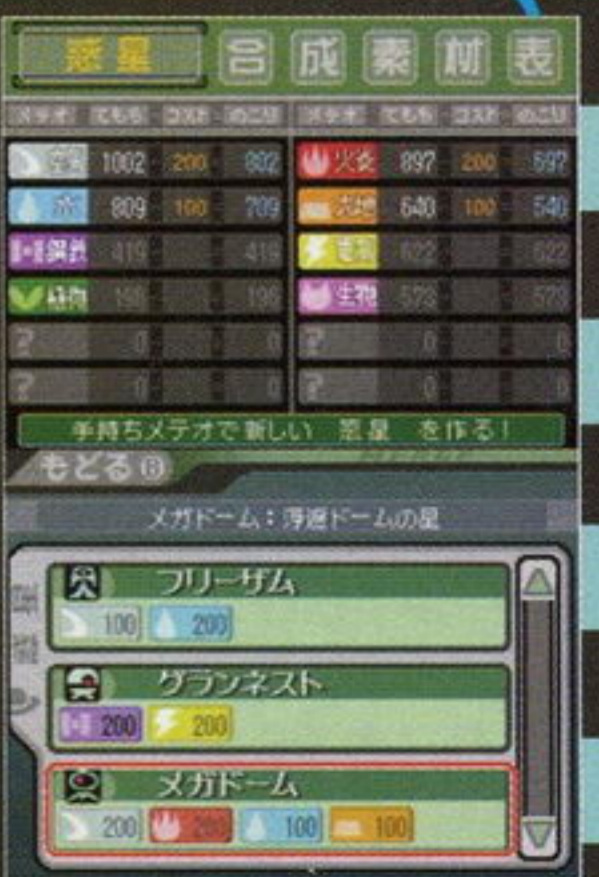 惑星 合成素材表
メテオ てもち コスト のこり メテオ てもち コスト のこり
空気 1002 200 802 火炎 897 200 697
水 809 100 709 大地 640 100 540
鋼鉄 419 419 電気 622 622
植物 196 196 生物 573 573
? 0 0 ? 0 0
? 0 0 ? 0 0
手持ちメテオで新しい 惑星 を作る!
もどるB
メガドーム:浮遊ドームの星
フリーザム
100 200
グランネスト
200 200
メガドーム
200 200 100 100